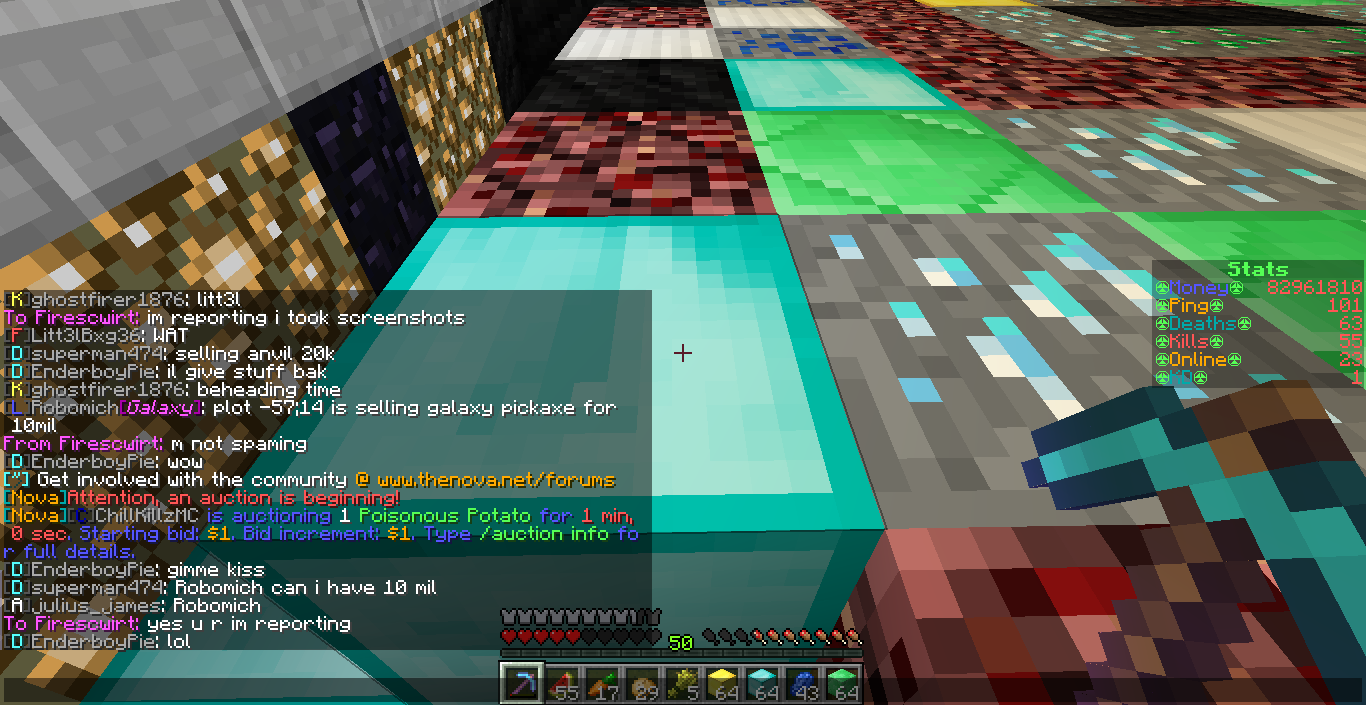 [K]ghostfirer1876: litt3l
To Firescwirt: im reporting i took screenshots
[F]Litt3lBxg36: WAT
[D]superman474: selling anvil 20k
[D]EnderboyPie: il give stuff bak
[K]ghostfirer1876: beheading time
[L]Robomich[Galaxy]: plot -57;14 is selling galaxy pickaxe for
10mil
From Firescwirt: m not spaming
[D]EnderboyPie: wow
[*] Get involved with the community @ www.thenova.net/forums
[Nova]Attention, an auction is beginning!
[Nova][C]ChillKillzMC is auctioning 1 Poisonous Potato for 1 min,
0 sec. Starting bid: $1. Bid increment: $1. Type /auction info fo
r full details.
[D]EnderboyPie: gimme kiss
[D]superman474: Robomich can i have 10 mil
[A]julius_james: Robomich
To Firescwirt: yes u r im reporting
[D]EnderboyPie: lol
Stats
Money 82961810
Ping 101
Deaths 63
Kills 55
Online 23
KD 1
50
55 17 29 5 64 64 43 64